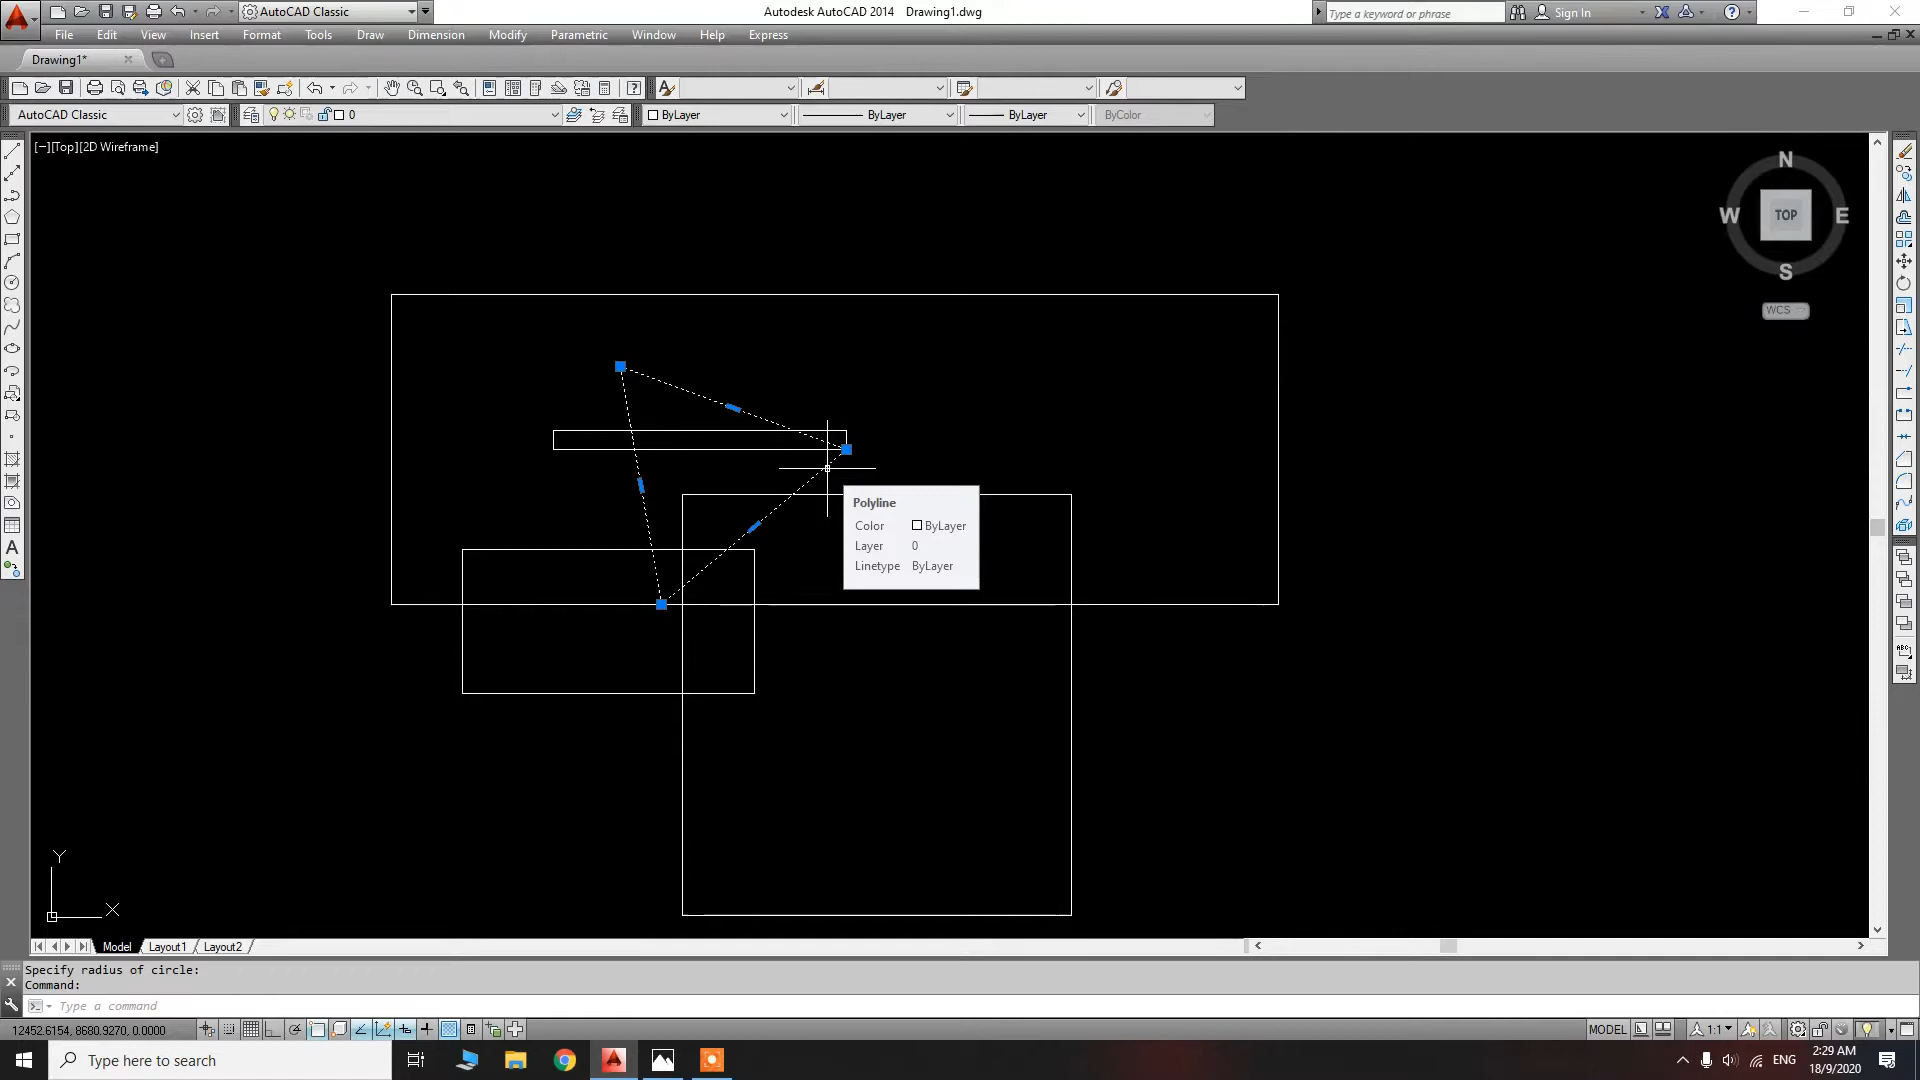 AutoCAD Classic
Autodesk AutoCAD 2014 Drawing1.dwg
Type a keyword or phrase
Sign In
File Edit View Insert Format Tools Draw Dimension Modify Parametric Window Help Express
Drawing1*
AutoCAD Classic
0
ByLayer
ByLayer
ByLayer
ByColor
[−][Top][2D Wireframe]
N
W
TOP
E
S
WCS
Polyline
Color ByLayer
Layer 0
Linetype ByLayer
Y
X
Model Layout1 Layout2
Specify radius of circle:
Command:
Type a command
12452.6154, 8680.9270, 0.0000
MODEL
1:1
A
ABC
Type here to search
ENG
2:29 AM
18/9/2020